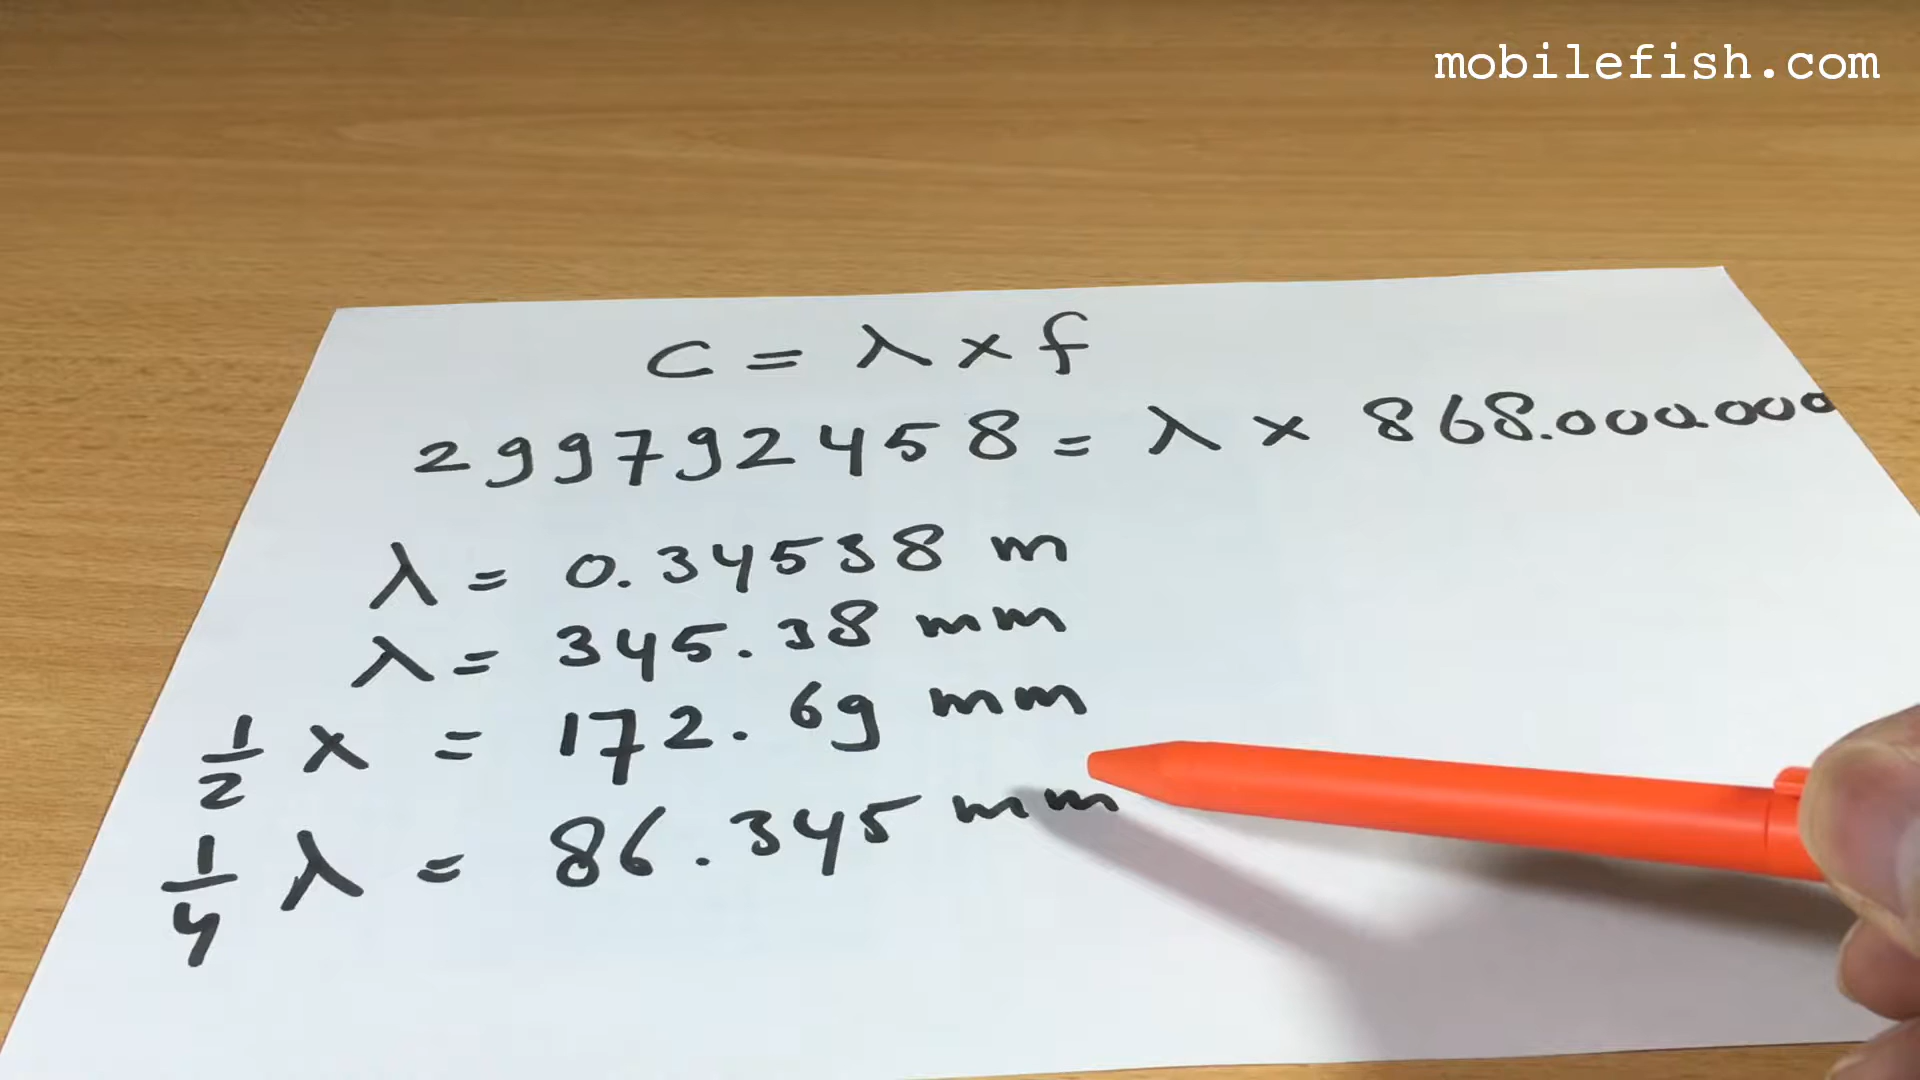 mobilefish.com
c = λ x f
299792458 = λ x 868.000.000
λ = 0.34538 m
λ = 345.38 mm
1/2 λ = 172.69 mm
1/4 λ = 86.345 mm